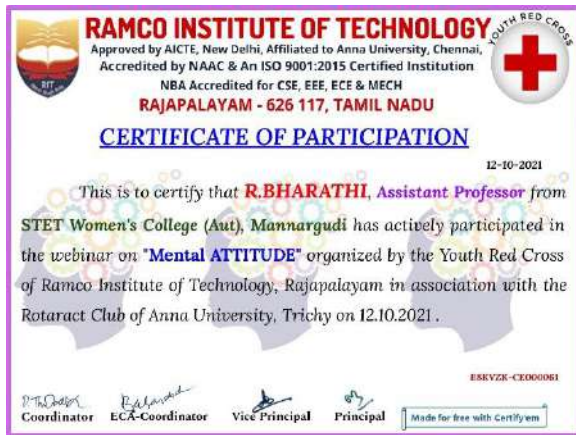 RAMCO INSTITUTE OF TECHNOLOGY
YOUTH RED CROSS
Approved by AICTE, New Delhi, Affiliated to Anna University, Chennai,
Accredited by NAAC & An ISO 9001:2015 Certified Institution
NBA Accredited for CSE, EEE, ECE & MECH
RIT
RAJAPALAYAM - 626 117, TAMIL NADU
CERTIFICATE OF PARTICIPATION
12-10-2021
This is to certify that R.BHARATHI, Assistant Professor from
STET Women's College (Aut), Mannargudi has actively participated in
the webinar on "Mental ATTITUDE" organized by the Youth Red Cross
of Ramco Institute of Technology, Rajapalayam in association with the
Rotaract Club of Anna University, Trichy on 12.10.2021 .
ESKVZK-CE000061
Coordinator ECA-Coordinator Vice Principal Principal Made for free with Certify'em